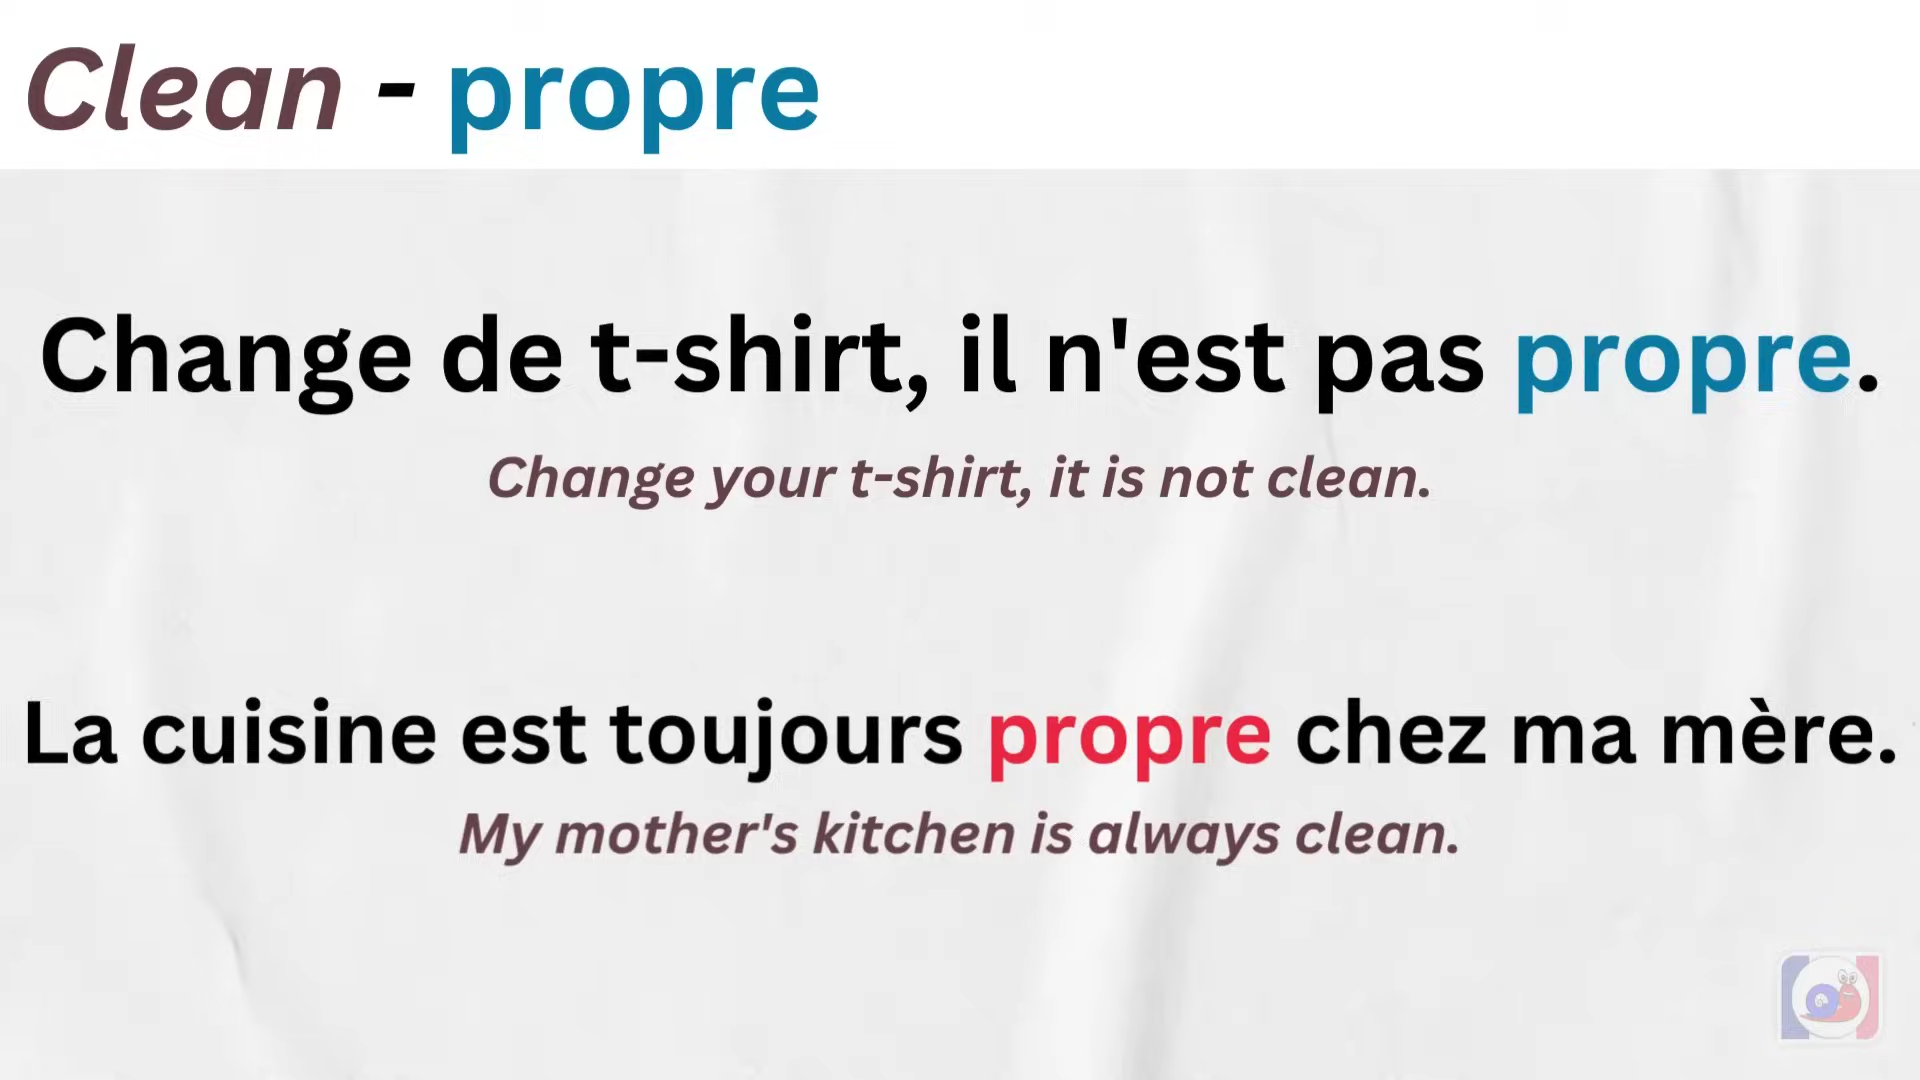 Clean - propre
Change de t-shirt, il n'est pas propre.
Change your t-shirt, it is not clean.
La cuisine est toujours propre chez ma mère.
My mother's kitchen is always clean.